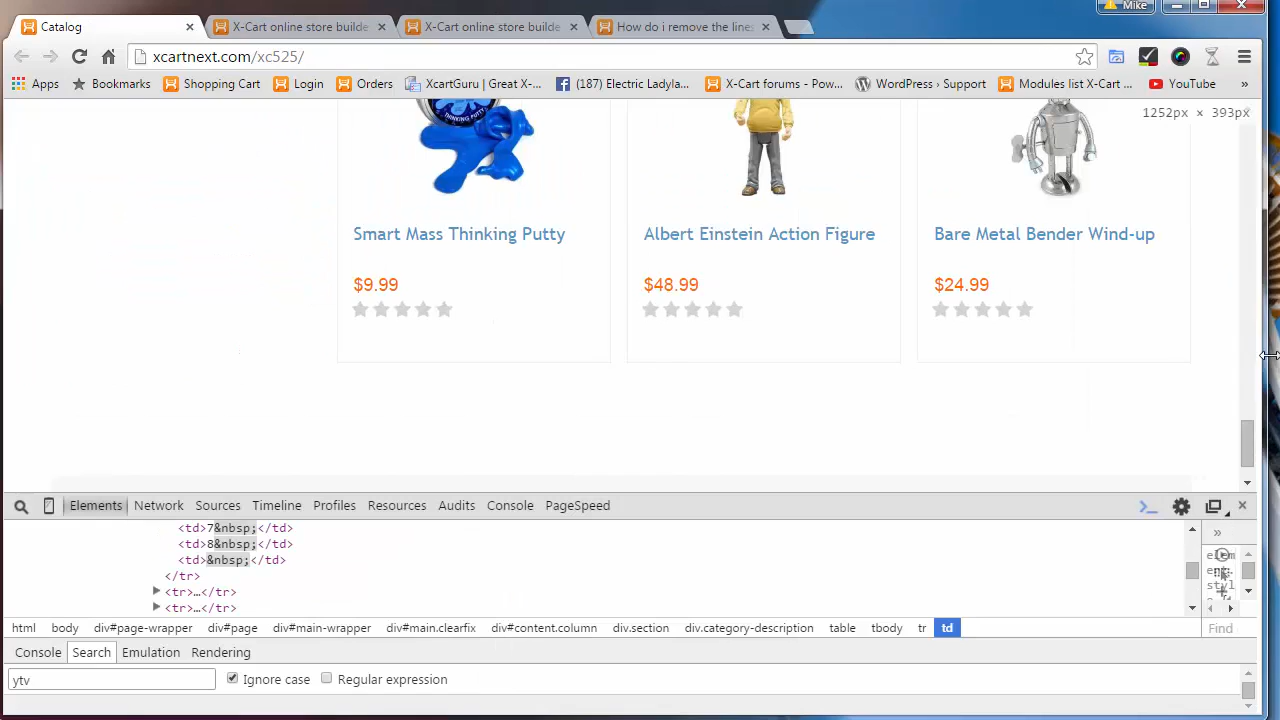 Mike
Catalog
X-Cart online store builde
X-Cart online store builde
How do i remove the lines
xcartnext.com/xc525/
Apps
Bookmarks
Shopping Cart
Login
Orders
Xcartguru | Great X-...
(187) Electric Ladyla...
X-Cart forums - Pow...
WordPress › Support
Modules list X-Cart ...
YouTube
»
1252px × 393px
THINKING PUTTY
Smart Mass Thinking Putty
Albert Einstein Action Figure
Bare Metal Bender Wind-up
$9.99
$48.99
$24.99
Elements
Network
Sources
Timeline
Profiles
Resources
Audits
Console
PageSpeed
<td>7&nbsp;</td>
<td>8&nbsp;</td>
<td>&nbsp;</td>
</tr>
<tr>…</tr>
<tr>…</tr>
»
html
body
div#page-wrapper
div#page
div#main-wrapper
div#main.clearfix
div#content.column
div.section
div.category-description
table
tbody
tr
td
Find
Console
Search
Emulation
Rendering
ytv
Ignore case
Regular expression